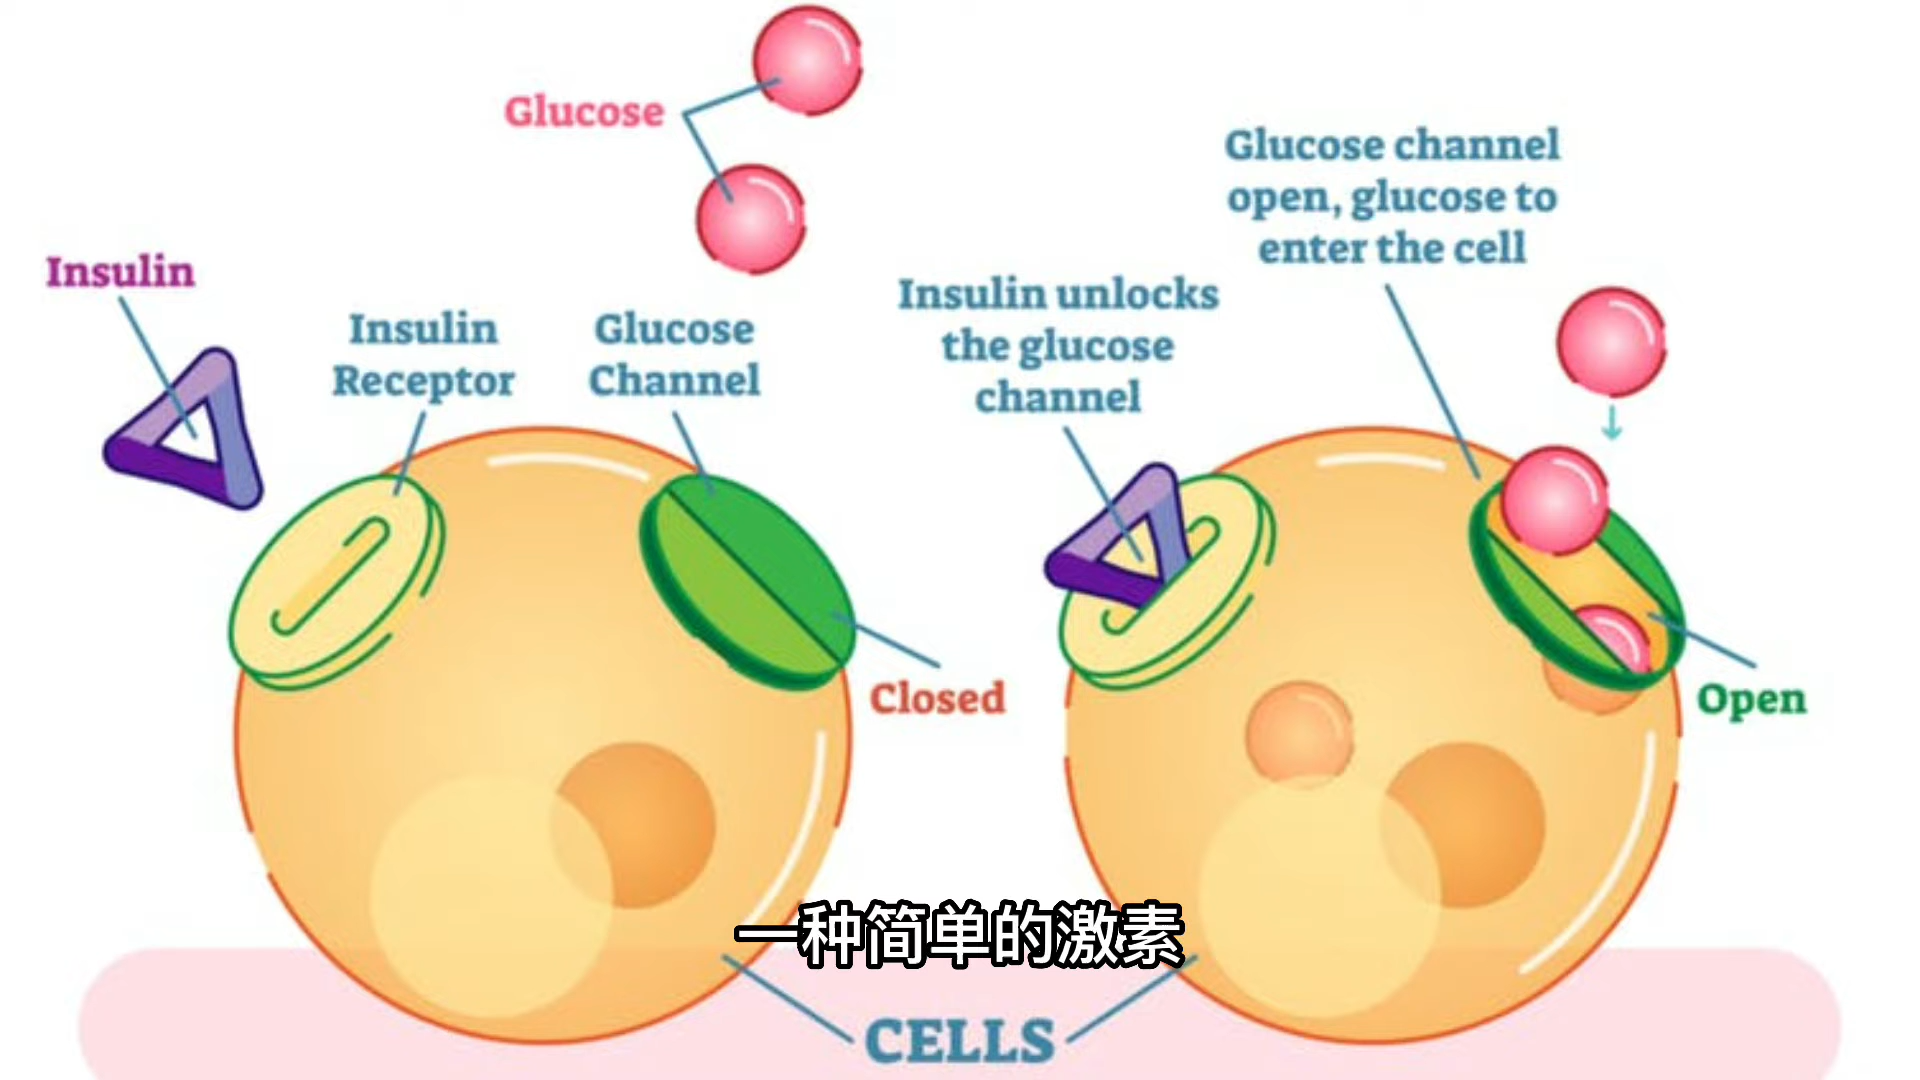 Glucose
Insulin
Insulin
Receptor
Glucose
Channel
Closed
Insulin unlocks
the glucose
channel
Glucose channel
open, glucose to
enter the cell
Open
一种简单的激素
CELLS